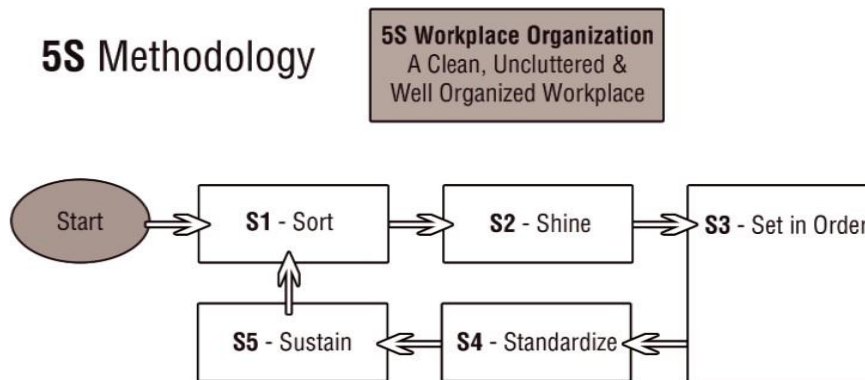 5S Methodology
5S Workplace Organization
A Clean, Uncluttered &
Well Organized Workplace
Start
S1 - Sort
S2 - Shine
S3 - Set in Order
S5 - Sustain
S4 - Standardize